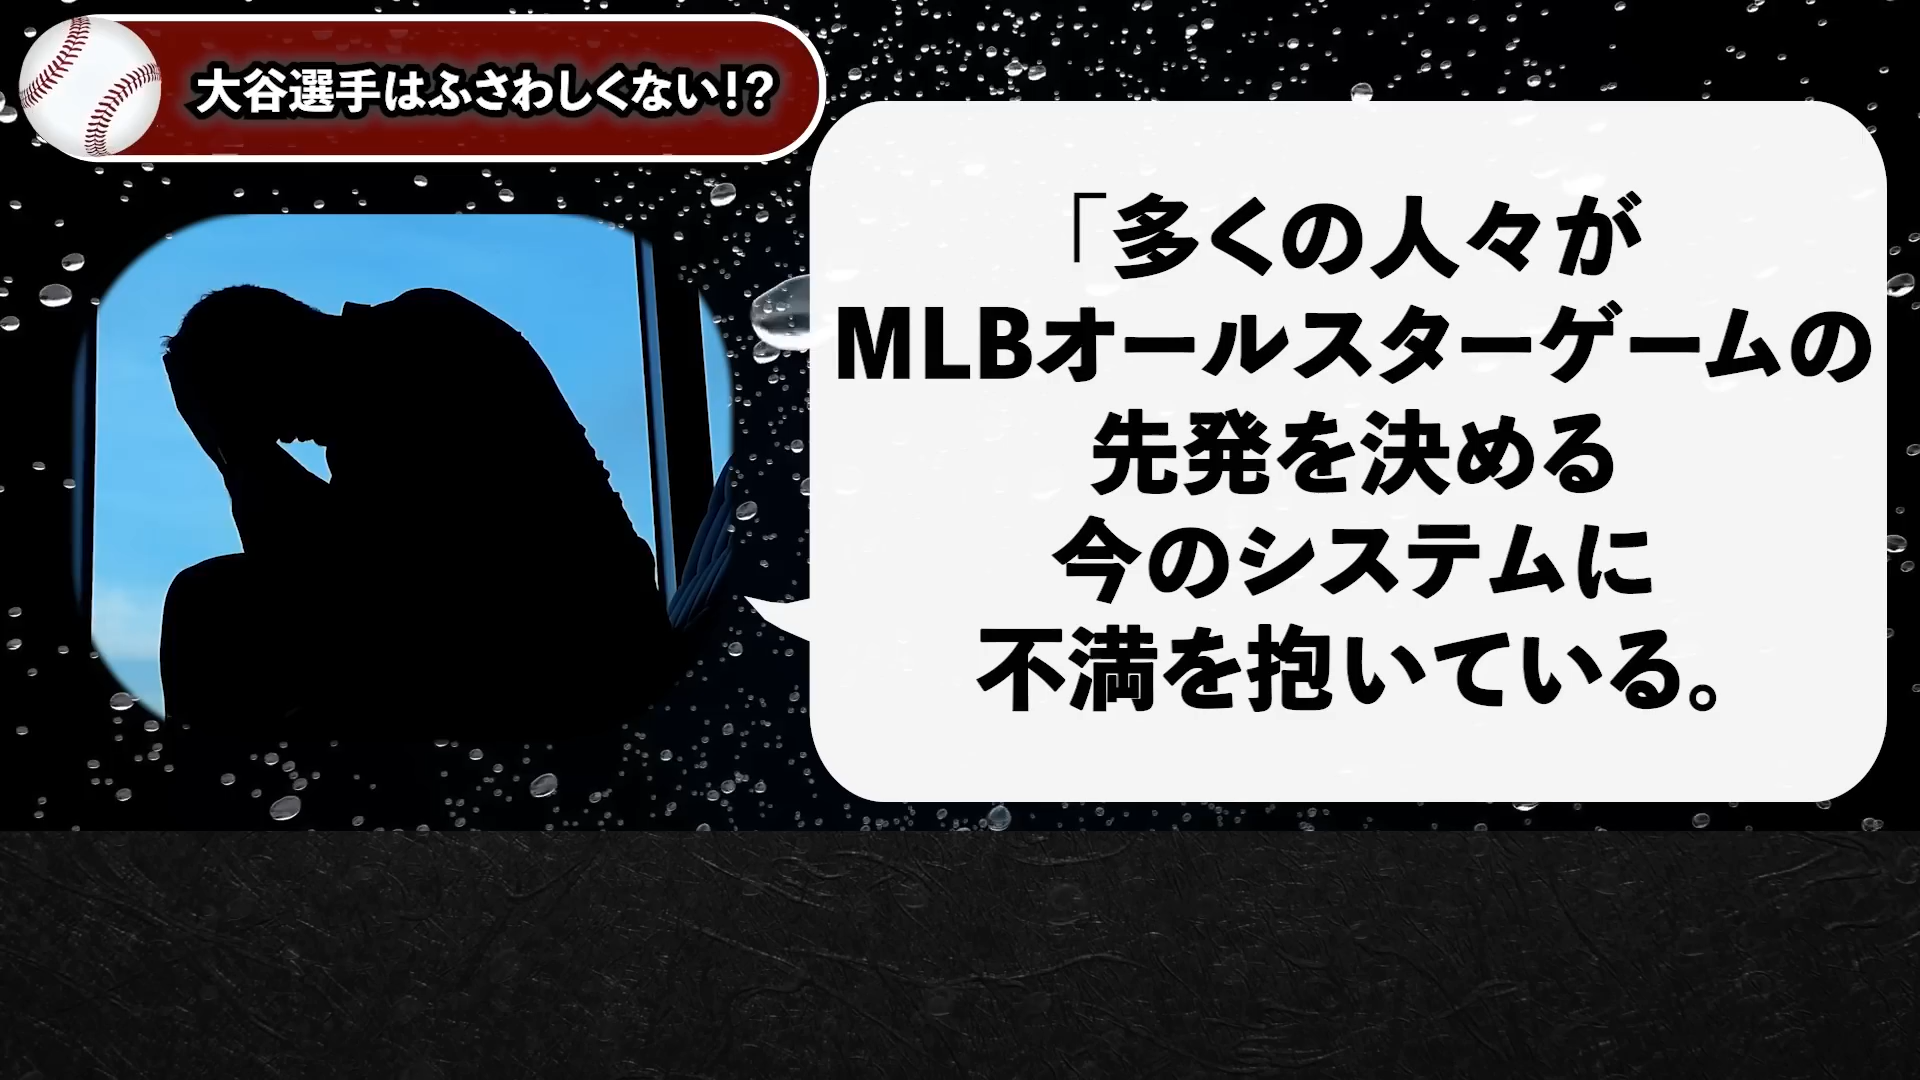 大谷選手はふさわしくない!?
「多くの人々が
MLBオールスターゲームの
先発を決める
今のシステムに
不満を抱いている。